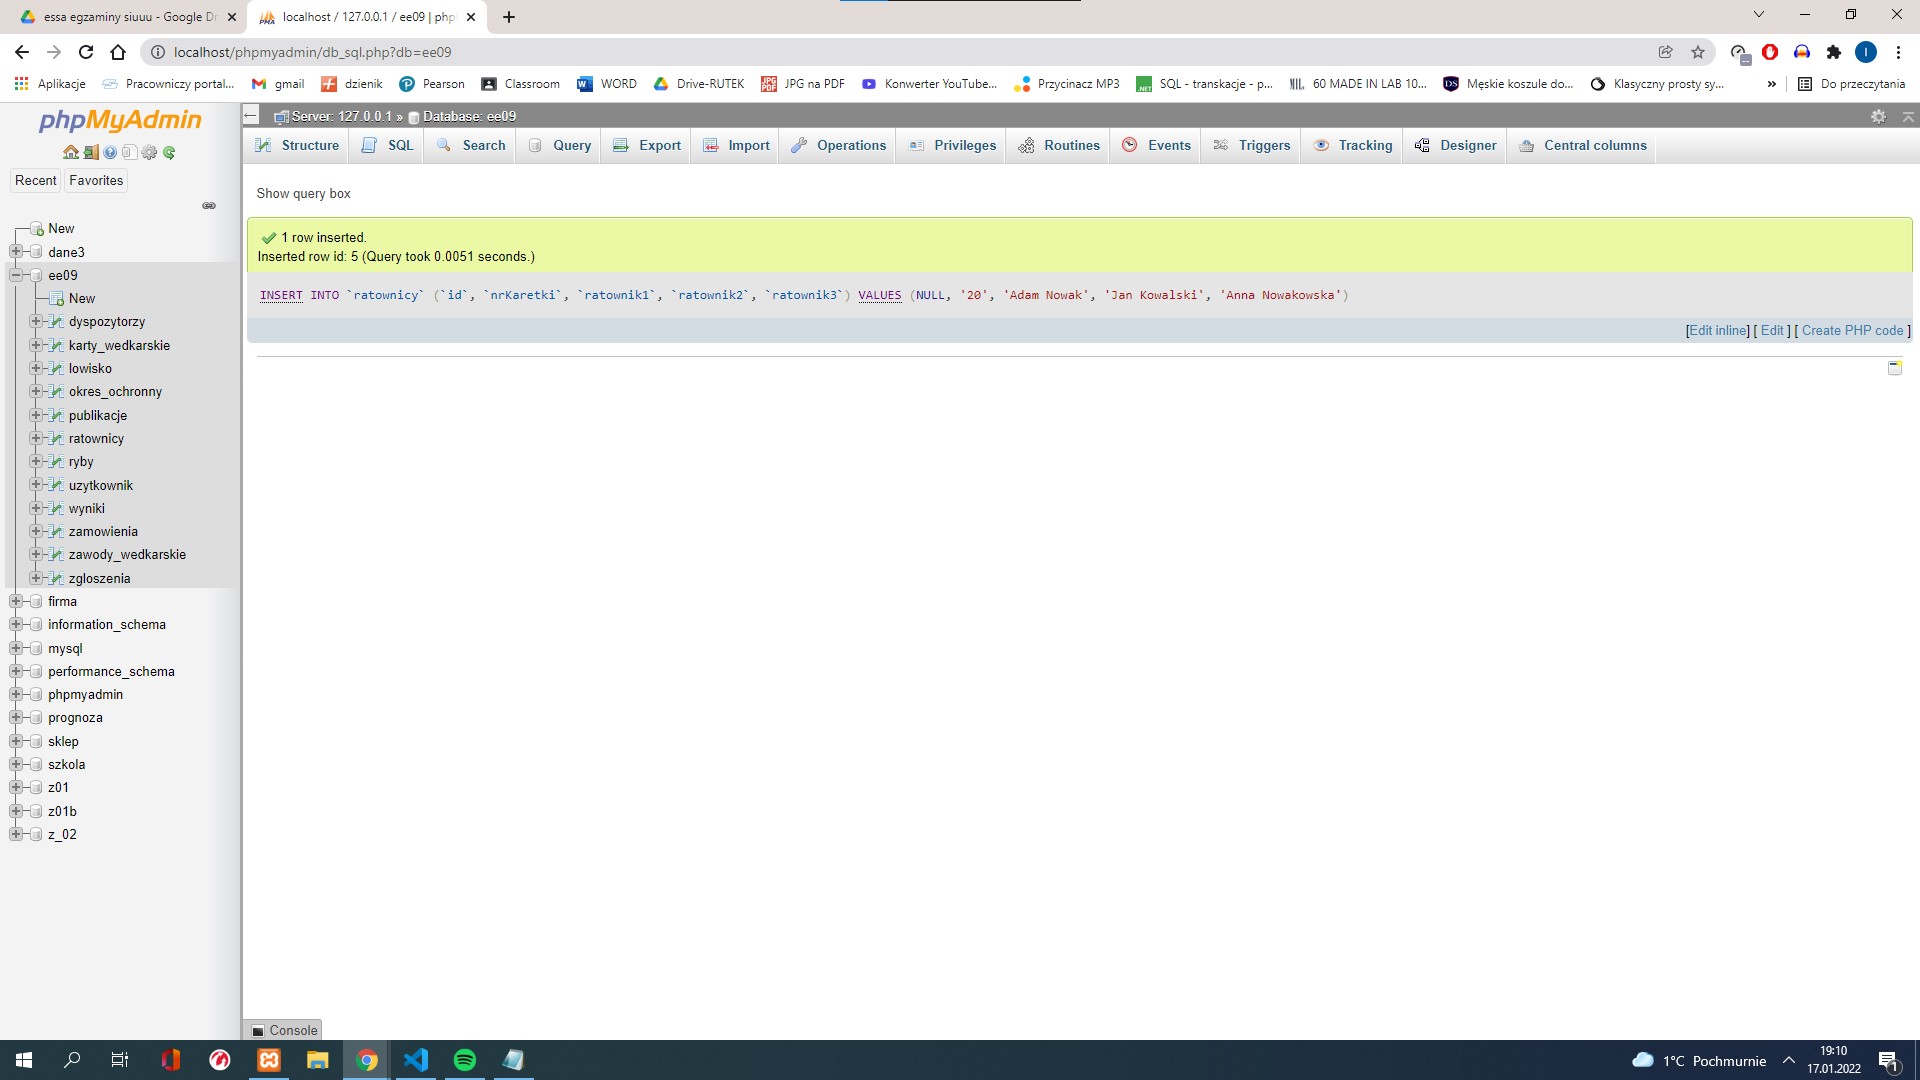 essa egzaminy siuuu - Google Dr
localhost / 127.0.0.1 / ee09 | php
localhost/phpmyadmin/db_sql.php?db=ee09
Aplikacje
Pracowniczy portal...
gmail
dzienik
Pearson
Classroom
WORD
Drive-RUTEK
JPG na PDF
Konwerter YouTube...
Przycinacz MP3
SQL - transkacje - p...
60 MADE IN LAB 10...
Męskie koszule do...
Klasyczny prosty sy...
»
Do przeczytania
phpMyAdmin
Recent
Favorites
New
dane3
ee09
New
dyspozytorzy
karty_wedkarskie
lowisko
okres_ochronny
publikacje
ratownicy
ryby
uzytkownik
wyniki
zamowienia
zawody_wedkarskie
zgloszenia
firma
information_schema
mysql
performance_schema
phpmyadmin
prognoza
sklep
szkola
z01
z01b
z_02
Server: 127.0.0.1 » Database: ee09
Structure
SQL
Search
Query
Export
Import
Operations
Privileges
Routines
Events
Triggers
Tracking
Designer
Central columns
Show query box
1 row inserted.
Inserted row id: 5 (Query took 0.0051 seconds.)
INSERT INTO `ratownicy` (`id`, `nrKaretki`, `ratownik1`, `ratownik2`, `ratownik3`) VALUES (NULL, '20', 'Adam Nowak', 'Jan Kowalski', 'Anna Nowakowska')
[Edit inline] [ Edit ] [ Create PHP code ]
Console
1°C Pochmurnie
19:10
17.01.2022
1